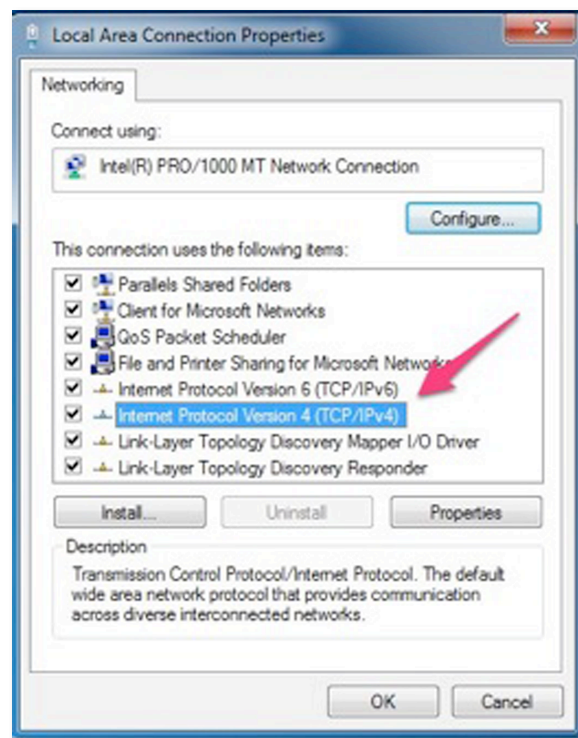 Local Area Connection Properties
Networking
Connect using:
Intel(R) PRO/1000 MT Network Connection
Configure...
This connection uses the following items:
Parallels Shared Folders
Client for Microsoft Networks
QoS Packet Scheduler
File and Printer Sharing for Microsoft Networks
Internet Protocol Version 6 (TCP/IPv6)
Internet Protocol Version 4 (TCP/IPv4)
Link-Layer Topology Discovery Mapper I/O Driver
Link-Layer Topology Discovery Responder
Install...
Uninstall
Properties
Description
Transmission Control Protocol/Internet Protocol. The default
wide area network protocol that provides communication
across diverse interconnected networks.
OK
Cancel